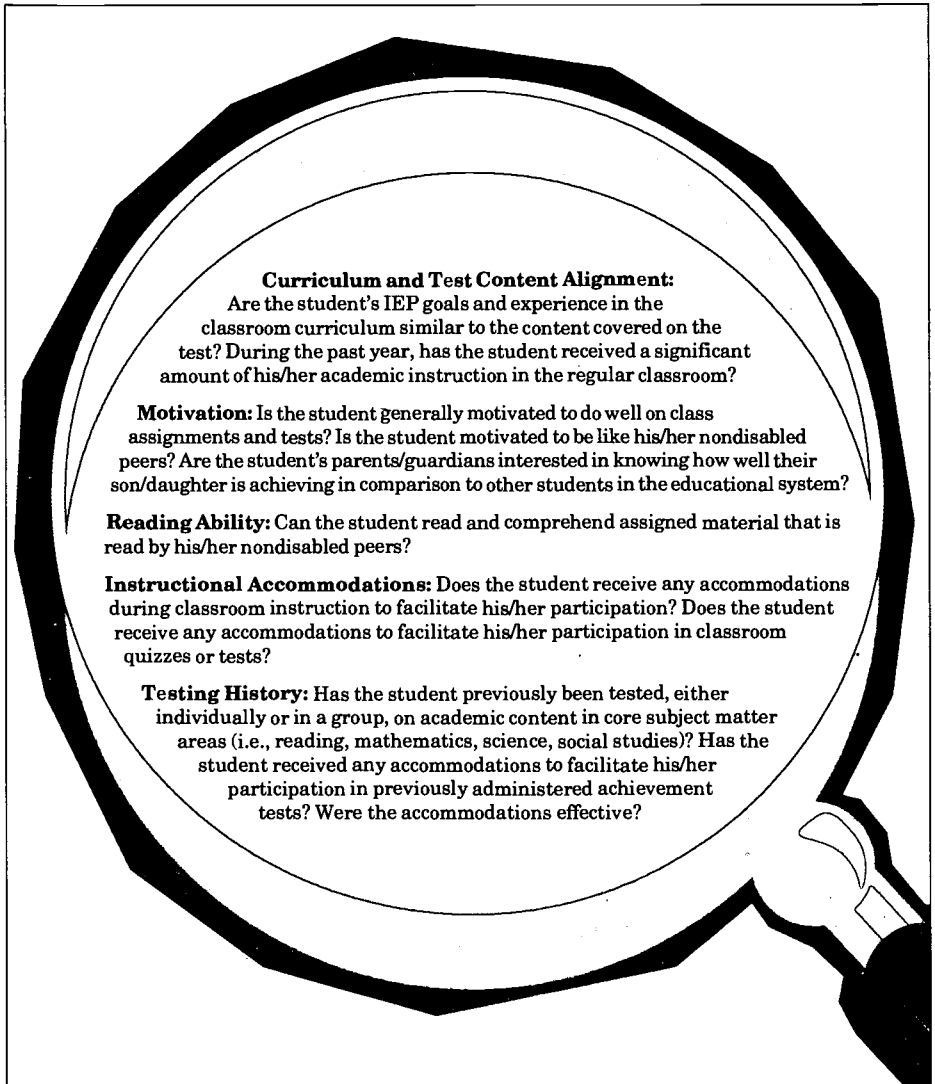 Curriculum and Test Content Alignment:
Are the student's IEP goals and experience in the
classroom curriculum similar to the content covered on the
test? During the past year, has the student received a significant
amount of his/her academic instruction in the regular classroom?
Motivation: Is the student generally motivated to do well on class
assignments and tests? Is the student motivated to be like his/her nondisabled
peers? Are the student's parents/guardians interested in knowing how well their
son/daughter is achieving in comparison to other students in the educational system?
Reading Ability: Can the student read and comprehend assigned material that is
read by his/her nondisabled peers?
Instructional Accommodations: Does the student receive any accommodations
during classroom instruction to facilitate his/her participation? Does the student
receive any accommodations to facilitate his/her participation in classroom
quizzes or tests?
Testing History: Has the student previously been tested, either
individually or in a group, on academic content in core subject matter
areas (i.e., reading, mathematics, science, social studies)? Has the
student received any accommodations to facilitate his/her
participation in previously administered achievement
tests? Were the accommodations effective?